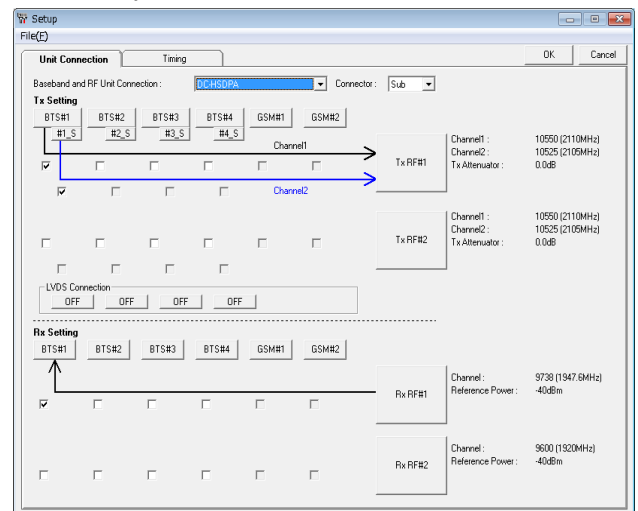 Setup
File(F)
Unit Connection
Timing
OK
Cancel
Baseband and RF Unit Connection :
DC-HSDPA
Connector :
Sub
Tx Setting
BTS#1 BTS#2 BTS#3 BTS#4 GSM#1 GSM#2
#1_S #2_S #3_S #4_S
Channel1
Channel2
Tx RF#1
Channel1 : 10550 (2110MHz)
Channel2 : 10525 (2105MHz)
Tx Attenuator : 0.0dB
Tx RF#2
Channel1 : 10550 (2110MHz)
Channel2 : 10525 (2105MHz)
Tx Attenuator : 0.0dB
LVDS Connection
OFF OFF OFF OFF
Rx Setting
BTS#1 BTS#2 BTS#3 BTS#4 GSM#1 GSM#2
Rx RF#1
Channel : 9738 (1947.6MHz)
Reference Power : -40dBm
Rx RF#2
Channel : 9600 (1920MHz)
Reference Power : -40dBm